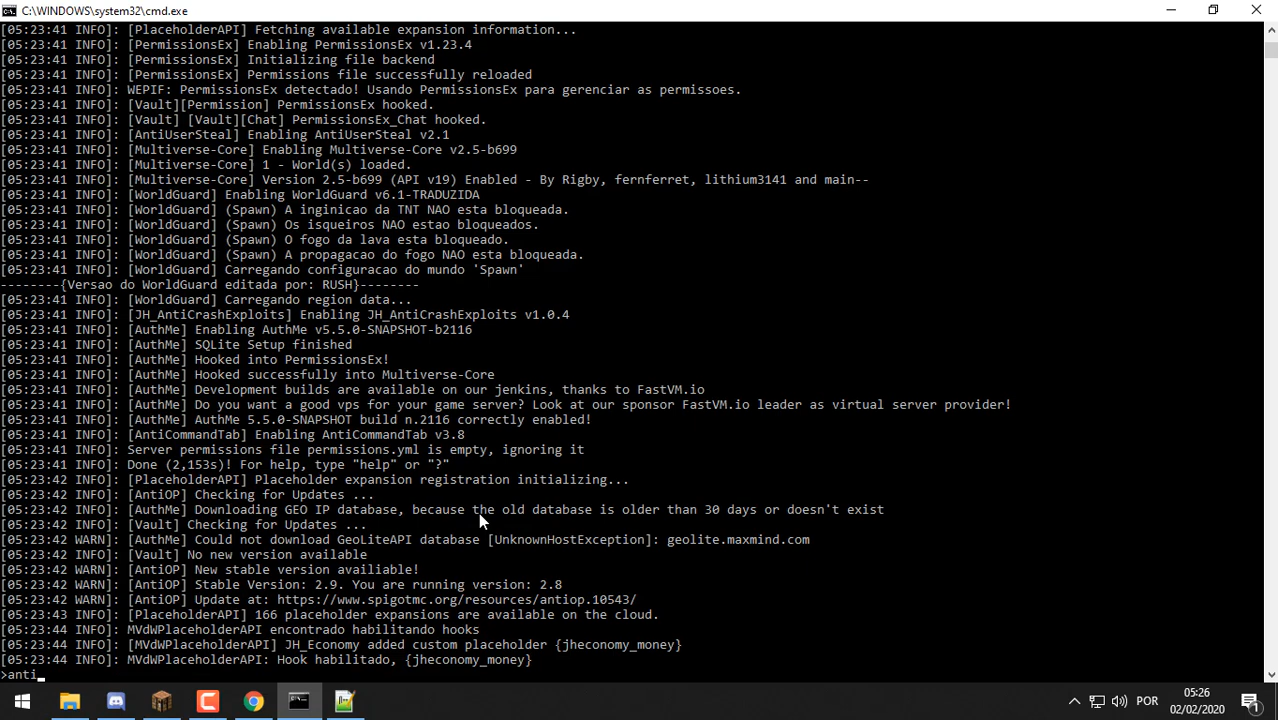 C:\WINDOWS\system32\cmd.exe
[05:23:41 INFO]: [PlaceholderAPI] Fetching available expansion information...
[05:23:41 INFO]: [PermissionsEx] Enabling PermissionsEx v1.23.4
[05:23:41 INFO]: [PermissionsEx] Initializing file backend
[05:23:41 INFO]: [PermissionsEx] Permissions file successfully reloaded
[05:23:41 INFO]: WEPIF: PermissionsEx detectado! Usando PermissionsEx para gerenciar as permissoes.
[05:23:41 INFO]: [Vault][Permission] PermissionsEx hooked.
[05:23:41 INFO]: [Vault] [Vault][Chat] PermissionsEx_Chat hooked.
[05:23:41 INFO]: [AntiUserSteal] Enabling AntiUserSteal v2.1
[05:23:41 INFO]: [Multiverse-Core] Enabling Multiverse-Core v2.5-b699
[05:23:41 INFO]: [Multiverse-Core] 1 - World(s) loaded.
[05:23:41 INFO]: [Multiverse-Core] Version 2.5-b699 (API v19) Enabled - By Rigby, fernferret, lithium3141 and main--
[05:23:41 INFO]: [WorldGuard] Enabling WorldGuard v6.1-TRADUZIDA
[05:23:41 INFO]: [WorldGuard] (Spawn) A inginicao da TNT NAO esta bloqueada.
[05:23:41 INFO]: [WorldGuard] (Spawn) Os isqueiros NAO estao bloqueados.
[05:23:41 INFO]: [WorldGuard] (Spawn) O fogo da lava esta bloqueado.
[05:23:41 INFO]: [WorldGuard] (Spawn) A propagacao do fogo NAO esta bloqueada.
[05:23:41 INFO]: [WorldGuard] Carregando configuracao do mundo 'Spawn'
--------{Versao do WorldGuard editada por: RUSH}--------
[05:23:41 INFO]: [WorldGuard] Carregando region data...
[05:23:41 INFO]: [JH_AntiCrashExploits] Enabling JH_AntiCrashExploits v1.0.4
[05:23:41 INFO]: [AuthMe] Enabling AuthMe v5.5.0-SNAPSHOT-b2116
[05:23:41 INFO]: [AuthMe] SQLite Setup finished
[05:23:41 INFO]: [AuthMe] Hooked into PermissionsEx!
[05:23:41 INFO]: [AuthMe] Hooked successfully into Multiverse-Core
[05:23:41 INFO]: [AuthMe] Development builds are available on our jenkins, thanks to FastVM.io
[05:23:41 INFO]: [AuthMe] Do you want a good vps for your game server? Look at our sponsor FastVM.io leader as virtual server provider!
[05:23:41 INFO]: [AuthMe] AuthMe 5.5.0-SNAPSHOT build n.2116 correctly enabled!
[05:23:41 INFO]: [AntiCommandTab] Enabling AntiCommandTab v3.8
[05:23:41 INFO]: Server permissions file permissions.yml is empty, ignoring it
[05:23:41 INFO]: Done (2,153s)! For help, type "help" or "?"
[05:23:42 INFO]: [PlaceholderAPI] Placeholder expansion registration initializing...
[05:23:42 INFO]: [AntiOP] Checking for Updates ...
[05:23:42 INFO]: [AuthMe] Downloading GEO IP database, because the old database is older than 30 days or doesn't exist
[05:23:42 INFO]: [Vault] Checking for Updates ...
[05:23:42 WARN]: [AuthMe] Could not download GeoLiteAPI database [UnknownHostException]: geolite.maxmind.com
[05:23:42 INFO]: [Vault] No new version available
[05:23:42 WARN]: [AntiOP] New stable version availiable!
[05:23:42 WARN]: [AntiOP] Stable Version: 2.9. You are running version: 2.8
[05:23:42 WARN]: [AntiOP] Update at: https://www.spigotmc.org/resources/antiop.10543/
[05:23:43 INFO]: [PlaceholderAPI] 166 placeholder expansions are available on the cloud.
[05:23:44 INFO]: MVdWPlaceholderAPI encontrado habilitando hooks
[05:23:44 INFO]: [MVdWPlaceholderAPI] JH_Economy added custom placeholder {jheconomy_money}
[05:23:44 INFO]: MVdWPlaceholderAPI: Hook habilitado, {jheconomy_money}
>anti
POR
05:26
02/02/2020
1